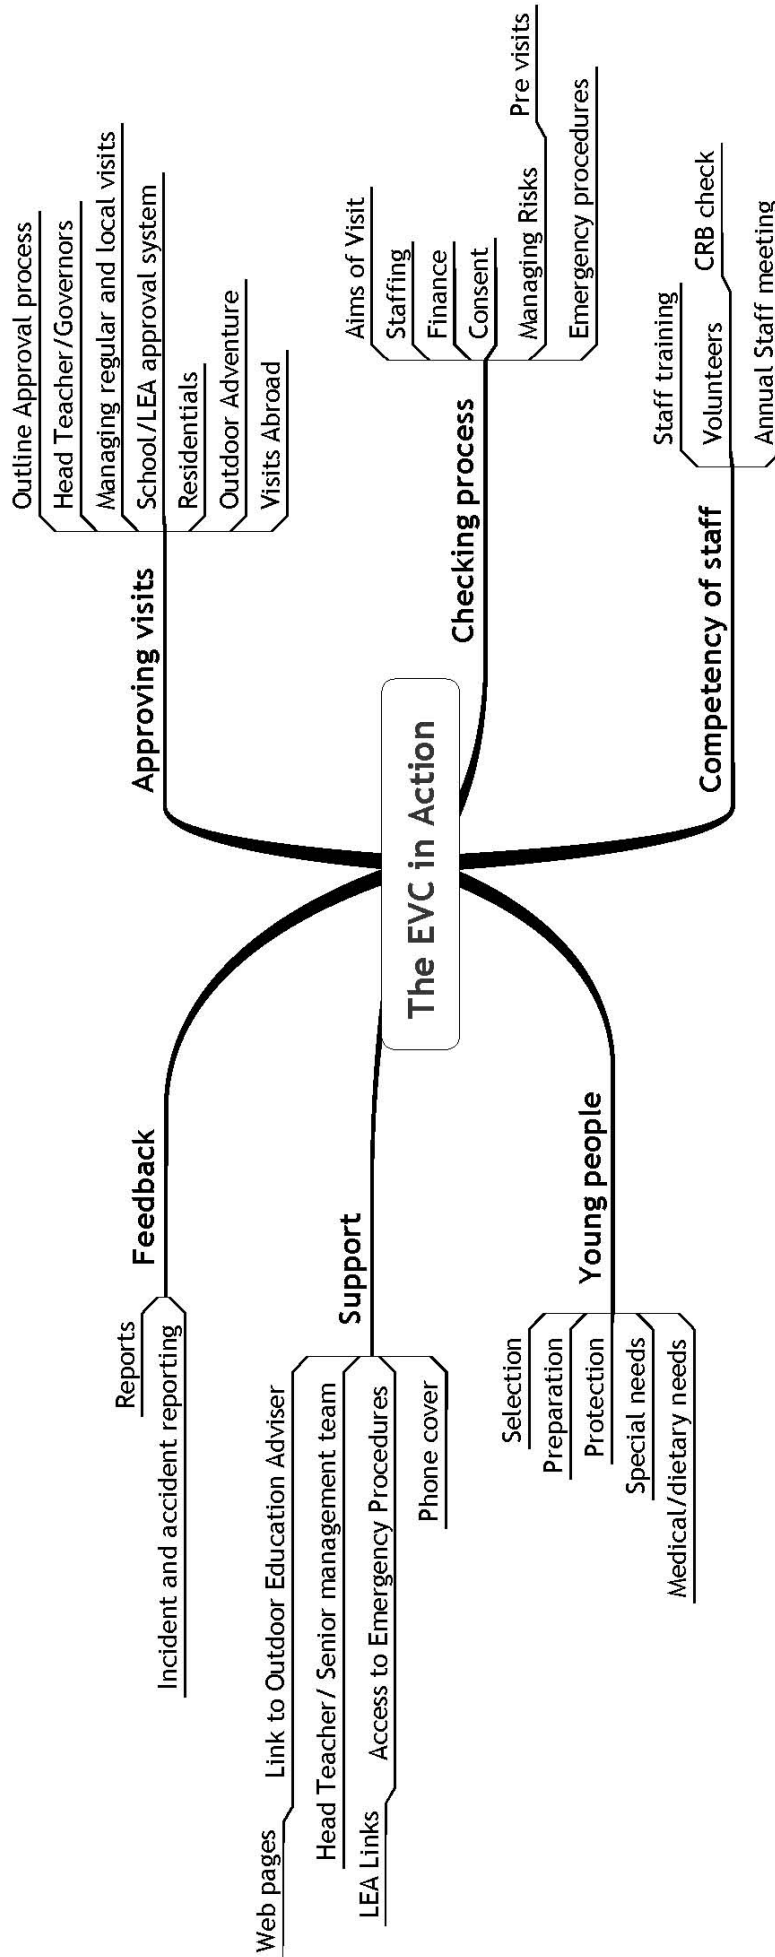 The EVC in Action
Approving visits
Outline Approval process
Head Teacher/Governors
Managing regular and local visits
School/LEA approval system
Residentials
Outdoor Adventure
Visits Abroad
Checking process
Aims of Visit
Staffing
Finance
Consent
Managing Risks
Pre visits
Emergency procedures
Competency of staff
Staff training
Volunteers
CRB check
Annual Staff meeting
Feedback
Reports
Incident and accident reporting
Support
Link to Outdoor Education Adviser
Web pages
Head Teacher/ Senior management team
Access to Emergency Procedures
LEA Links
Phone cover
Young people
Selection
Preparation
Protection
Special needs
Medical/dietary needs